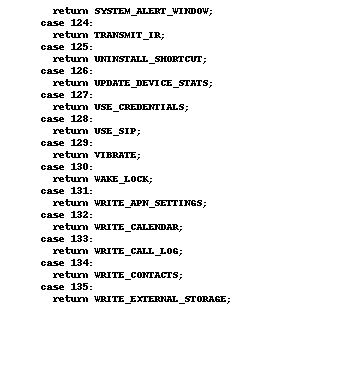 return SYSTEM_ALERT_WINDOW;
case 124:
return TRANSMIT_IR;
case 125:
return UNINSTALL_SHORTCUT;
case 126:
return UPDATE_DEVICE_STATS;
case 127:
return USE_CREDENTIALS;
case 128:
return USE_SIP;
case 129:
return VIBRATE;
case 130:
return WAKE_LOCK;
case 131:
return WRITE_APN_SETTINGS;
case 132:
return WRITE_CALENDAR;
case 133:
return WRITE_CALL_LOG;
case 134:
return WRITE_CONTACTS;
case 135:
return WRITE_EXTERNAL_STORAGE;